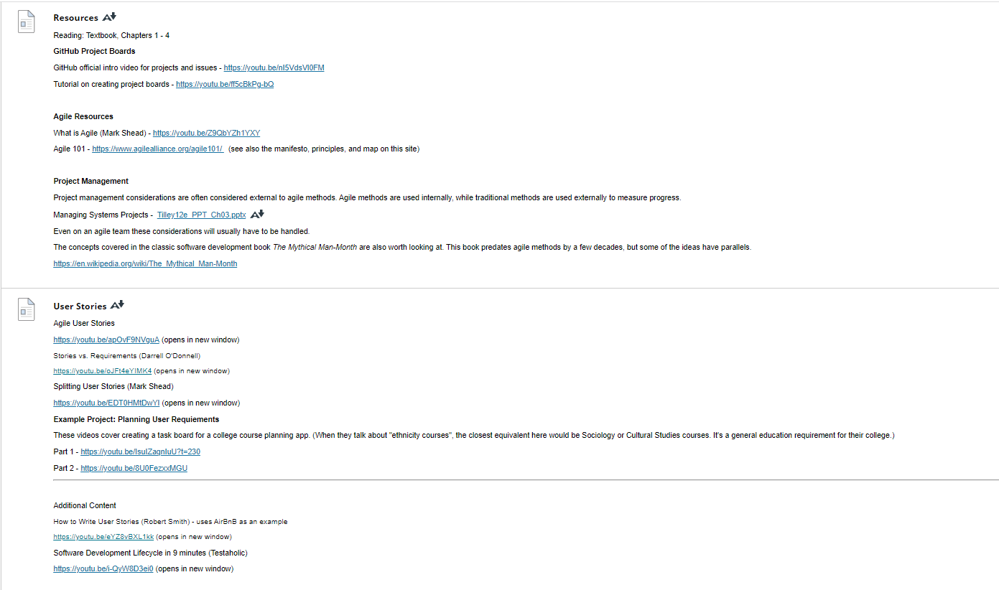 Resources
Reading: Textbook, Chapters 1 - 4
GitHub Project Boards
GitHub official intro video for projects and issues - https://youtu.be/nI5VdsVl0FM
Tutorial on creating project boards - https://youtu.be/ff5cBkPg-bQ
Agile Resources
What is Agile (Mark Shead) - https://youtu.be/Z9QbYZh1YXY
Agile 101 - https://www.agilealliance.org/agile101/ (see also the manifesto, principles, and map on this site)
Project Management
Project management considerations are often considered external to agile methods. Agile methods are used internally, while traditional methods are used externally to measure progress.
Managing Systems Projects - Tilley12e_PPT_Ch03.pptx
Even on an agile team these considerations will usually have to be handled.
The concepts covered in the classic software development book The Mythical Man-Month are also worth looking at. This book predates agile methods by a few decades, but some of the ideas have parallels.
https://en.wikipedia.org/wiki/The_Mythical_Man-Month
User Stories
Agile User Stories
https://youtu.be/apOvF9NVguA (opens in new window)
Stories vs. Requirements (Darrell O'Donnell)
https://youtu.be/oJFt4eYIMK4 (opens in new window)
Splitting User Stories (Mark Shead)
https://youtu.be/EDT0HMtDwYI (opens in new window)
Example Project: Planning User Requiements
These videos cover creating a task board for a college course planning app. (When they talk about "ethnicity courses", the closest equivalent here would be Sociology or Cultural Studies courses. It's a general education requirement for their college.)
Part 1 - https://youtu.be/IsuIZaqnIuU?t=230
Part 2 - https://youtu.be/8U0FezxxMGU
Additional Content
How to Write User Stories (Robert Smith) - uses AirBnB as an example
https://youtu.be/eYZ8vBXL1kk (opens in new window)
Software Development Lifecycle in 9 minutes (Testaholic)
https://youtu.be/i-QyW8D3ei0 (opens in new window)